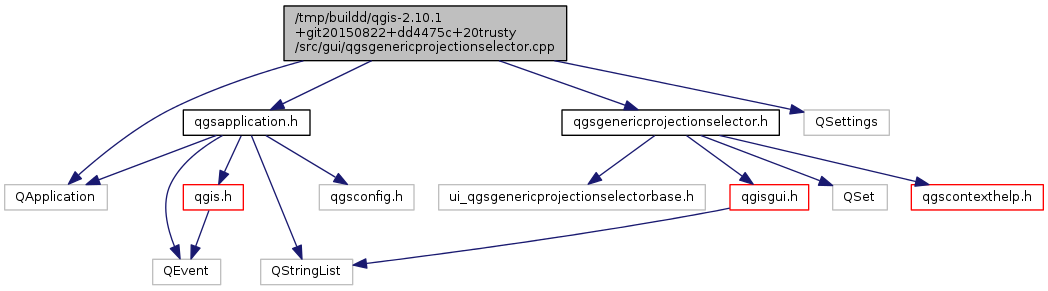 /tmp/buildd/qgis-2.10.1
+git20150822+dd4475c+20trusty
/src/gui/qgsgenericprojectionselector.cpp
qgsapplication.h
qgsgenericprojectionselector.h
QSettings
QApplication
qgis.h
qgsconfig.h
ui_qgsgenericprojectionselectorbase.h
qgisgui.h
QSet
qgscontexthelp.h
QEvent
QStringList